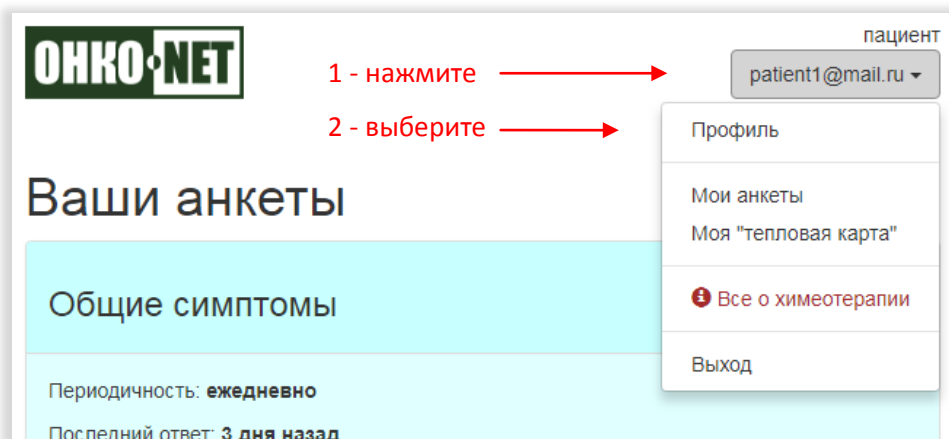 ОНКО•NET
пациент
1 - нажмите
patient1@mail.ru
2 - выберите
Профиль
Мои анкеты
Моя "тепловая карта"
Все о химеотерапии
Выход
Ваши анкеты
Общие симптомы
Периодичность: ежедневно
Последний ответ: 3 дня назад